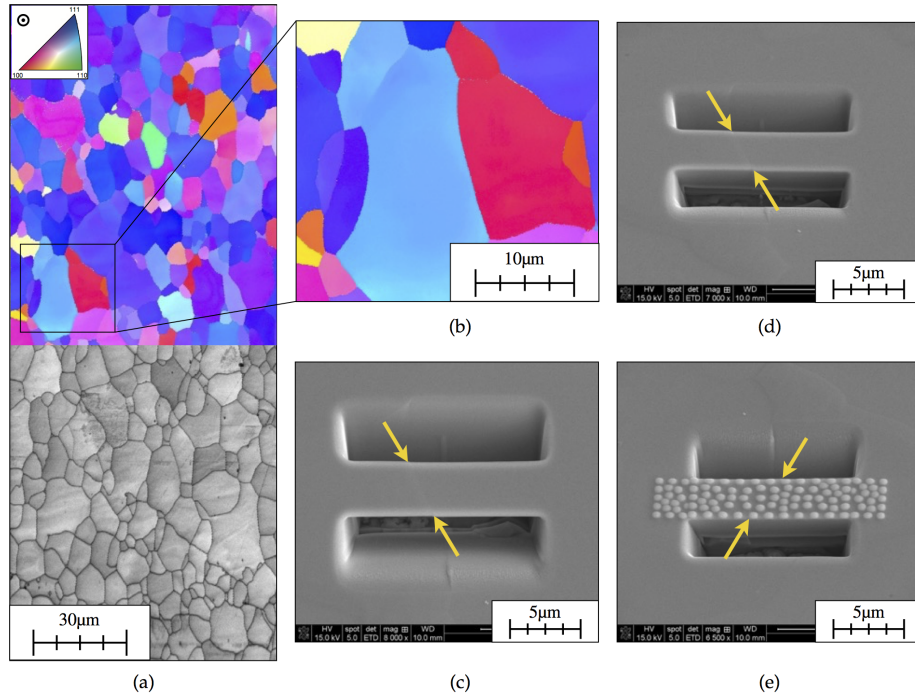 111
100
110
30μm
(a)
10μm
(b)
HV spot det mag ⊞ WD
15.0 kV 5.0 ETD 8 000 x 10.0 mm
5μm
(c)
HV spot det mag ⊞ WD
15.0 kV 5.0 ETD 7 000 x 10.0 mm
5μm
(d)
HV spot det mag ⊞ WD
15.0 kV 5.0 ETD 6 500 x 10.0 mm
5μm
(e)